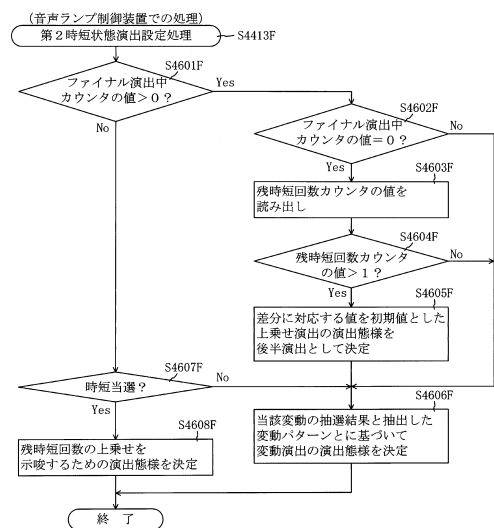 (音声ランプ制御装置での処理)
第2時短状態演出設定処理
S4413F
S4601F
ファイナル演出中
カウンタの値>0?
Yes
No
S4602F
ファイナル演出中
カウンタの値=0?
No
Yes
S4603F
残時短回数カウンタの値を
読み出し
S4604F
残時短回数カウンタ
の値>1?
No
Yes
S4605F
差分に対応する値を初期値とした
上乗せ演出の演出態様を
後半演出として決定
S4607F
時短当選?
No
Yes
S4606F
当該変動の抽選結果と抽出した
変動パターンとに基づいて
変動演出の演出態様を決定
S4608F
残時短回数の上乗せを
示唆するための演出態様を決定
終 了